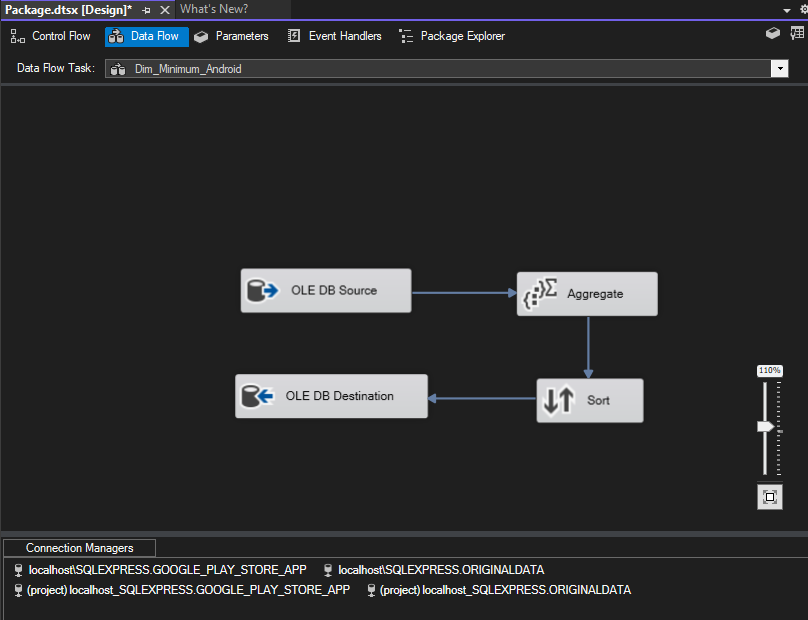 Package.dtsx [Design]* What's New?
Control Flow Data Flow Parameters Event Handlers Package Explorer
Data Flow Task: Dim_Minimum_Android
OLE DB Source
Aggregate
OLE DB Destination
Sort
110%
Connection Managers
localhost\SQLEXPRESS.GOOGLE_PLAY_STORE_APP localhost\SQLEXPRESS.ORIGINALDATA
(project) localhost_SQLEXPRESS.GOOGLE_PLAY_STORE_APP (project) localhost_SQLEXPRESS.ORIGINALDATA